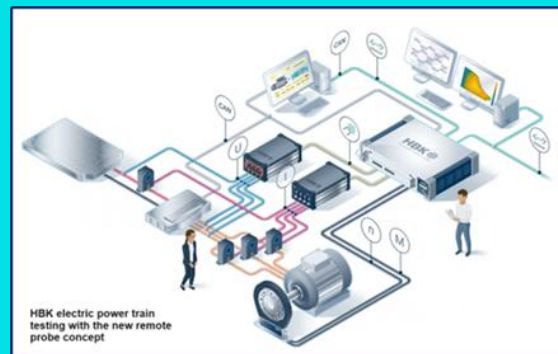 CAN
CAN
U
I
HBK
n
M
HBK electric power train
testing with the new remote
probe concept